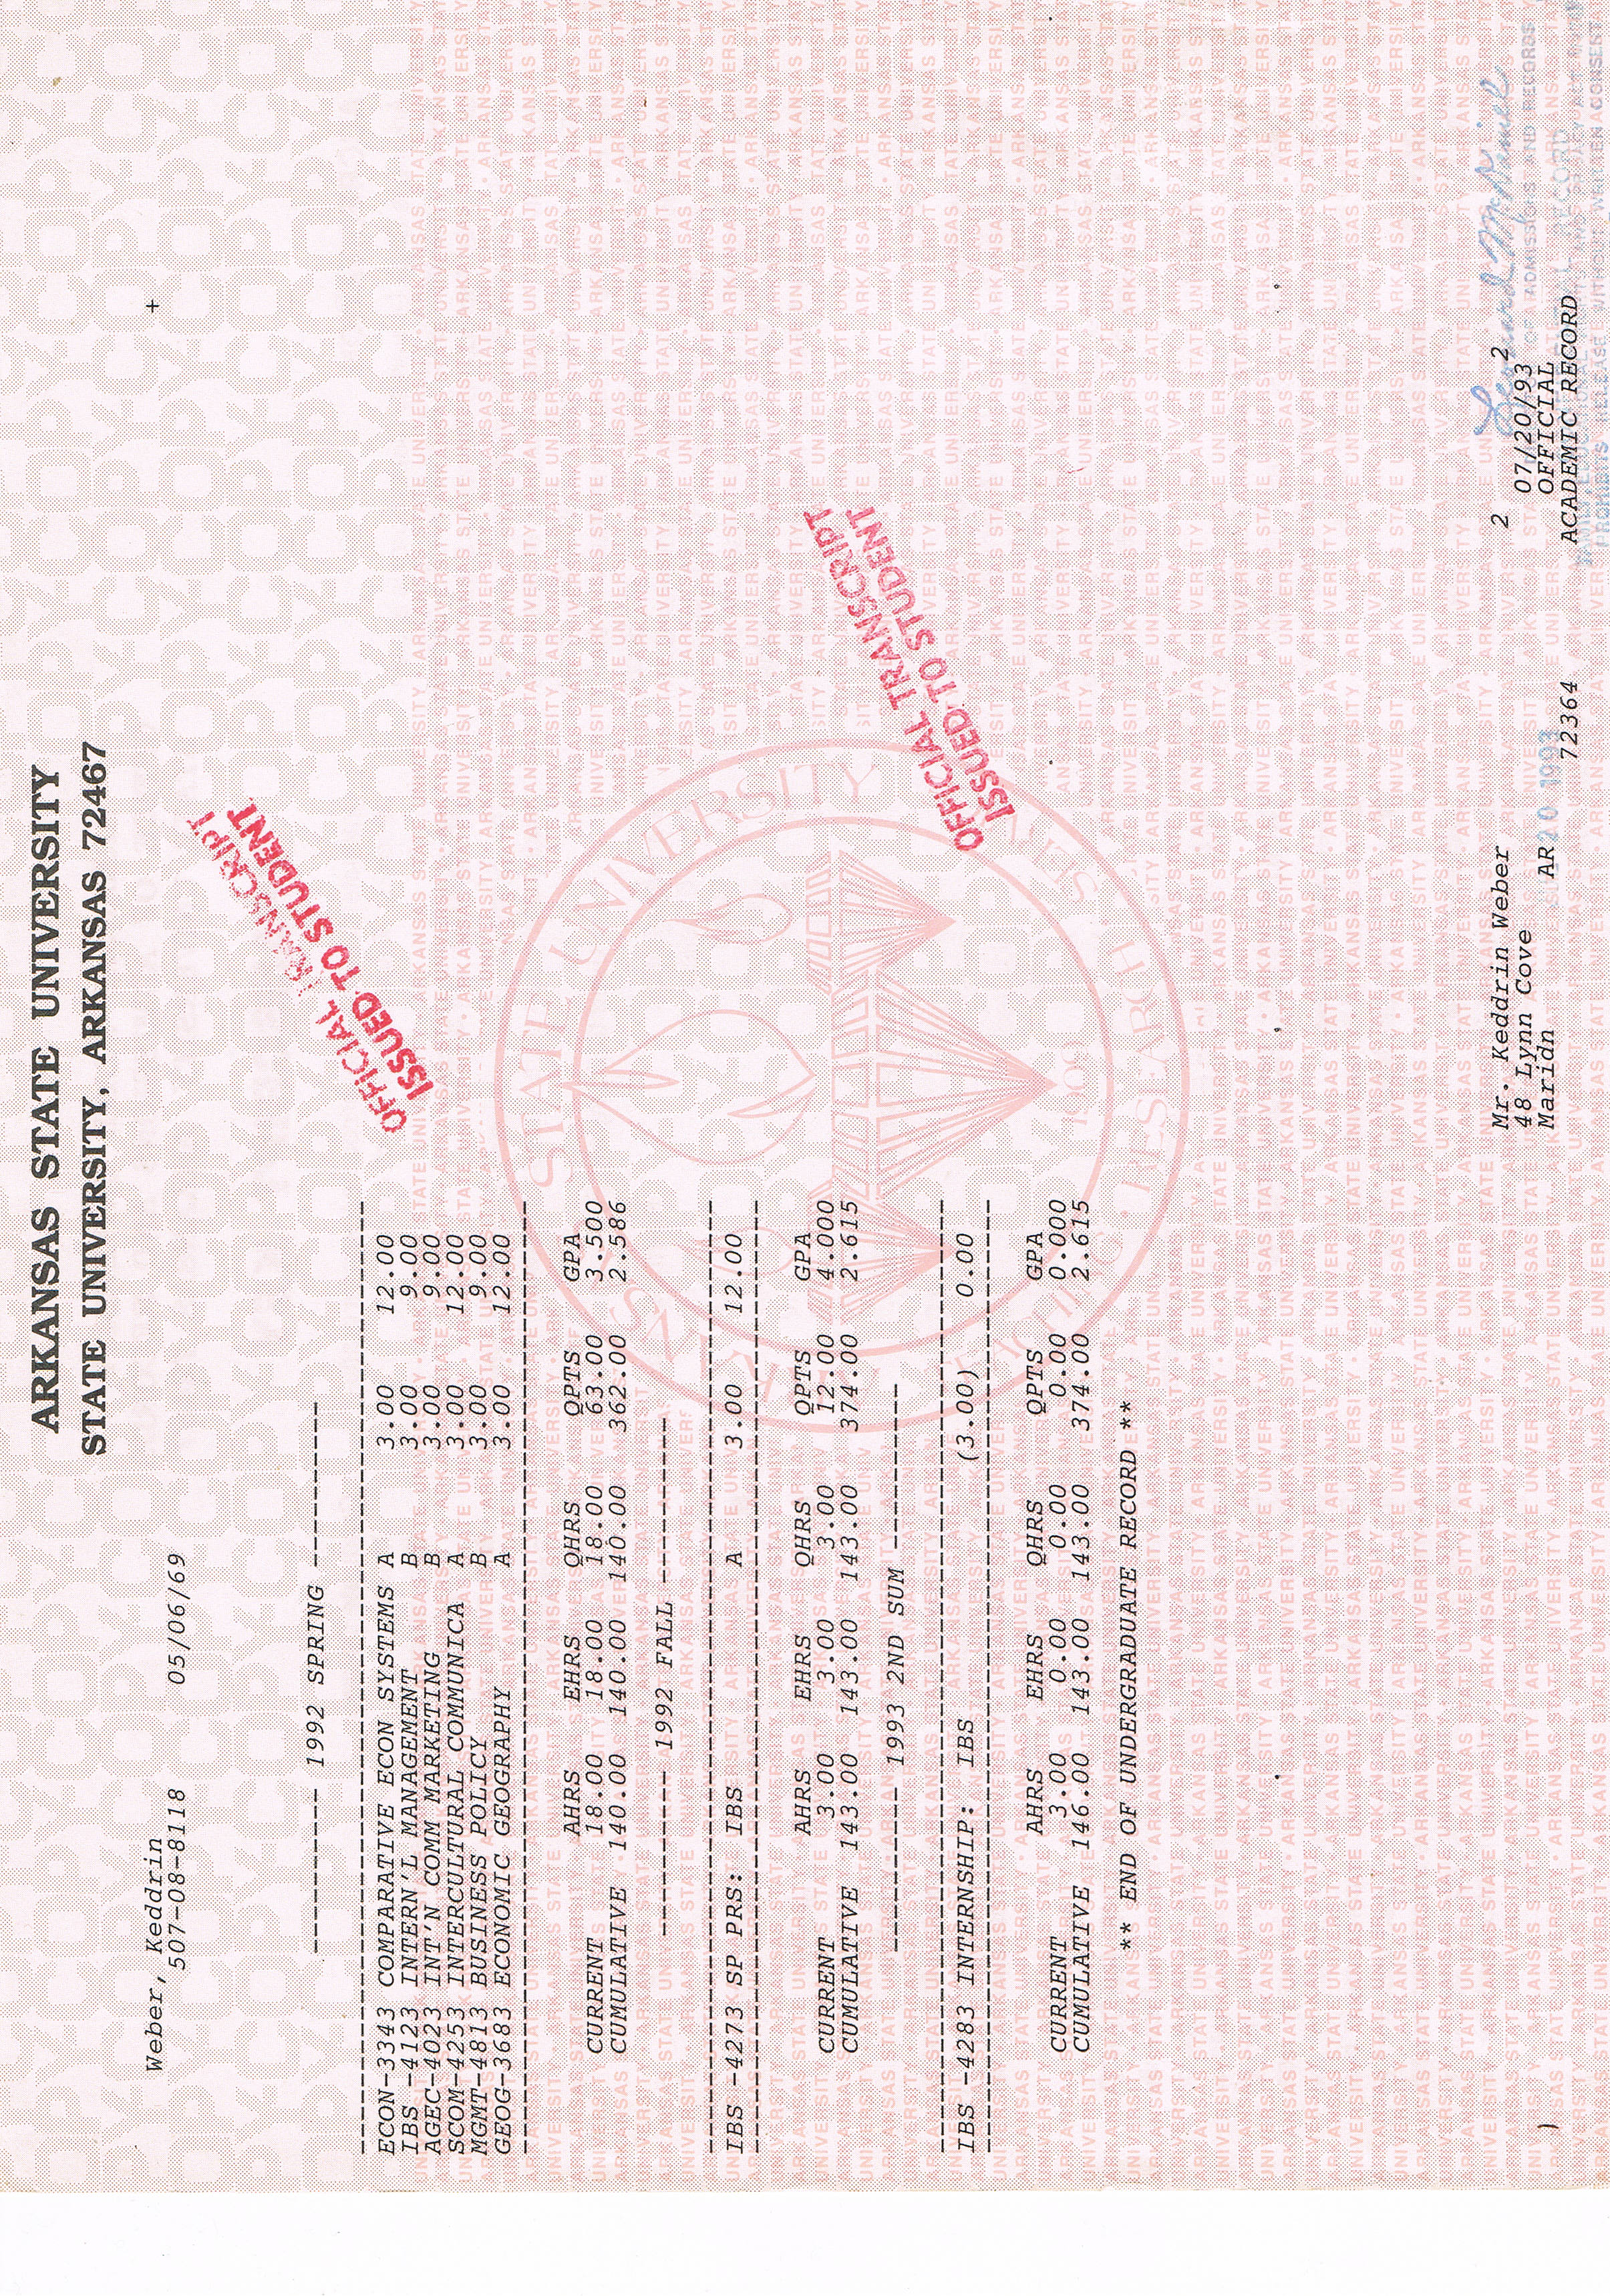 ARKANSAS STATE UNIVERSITY
STATE UNIVERSITY, ARKANSAS 72467
+
Weber, Keddrin
507-08-8118 05/06/69
OFFICIAL TRANSCRIPT
ISSUED TO STUDENT
----------- 1992 SPRING -----------
ECON-3343 COMPARATIVE ECON SYSTEMS A 3.00 12.00
IBS -4123 INTERN'L MANAGEMENT B 3.00 9.00
AGEC-4023 INT'N COMM MARKETING B 3.00 9.00
SCOM-4253 INTERCULTURAL COMMUNICA A 3.00 12.00
MGMT-4813 BUSINESS POLICY B 3.00 9.00
GEOG-3683 ECONOMIC GEOGRAPHY A 3.00 12.00
AHRS EHRS QHRS QPTS GPA
CURRENT 18.00 18.00 18.00 63.00 3.500
CUMULATIVE 140.00 140.00 140.00 362.00 2.586
----------- 1992 FALL -----------
IBS -4273 SP PRS: IBS A 3.00 12.00
AHRS EHRS QHRS QPTS GPA
CURRENT 3.00 3.00 3.00 12.00 4.000
CUMULATIVE 143.00 143.00 143.00 374.00 2.615
OFFICIAL TRANSCRIPT
ISSUED TO STUDENT
----------- 1993 2ND SUM -----------
IBS -4283 INTERNSHIP: IBS (3.00) 0.00
AHRS EHRS QHRS QPTS GPA
CURRENT 3.00 0.00 0.00 0.00 0.000
CUMULATIVE 146.00 143.00 143.00 374.00 2.615
** END OF UNDERGRADUATE RECORD **
Mr. Keddrin Weber 2 2
48 Lynn Cove 07/20/93
Maridn AR OFFICIAL
72364 ACADEMIC RECORD
OF ADMISSIONS AND RECORDS
20 1993
PROHIBITS RELEASE WITHOUT WRITTEN CONSENT